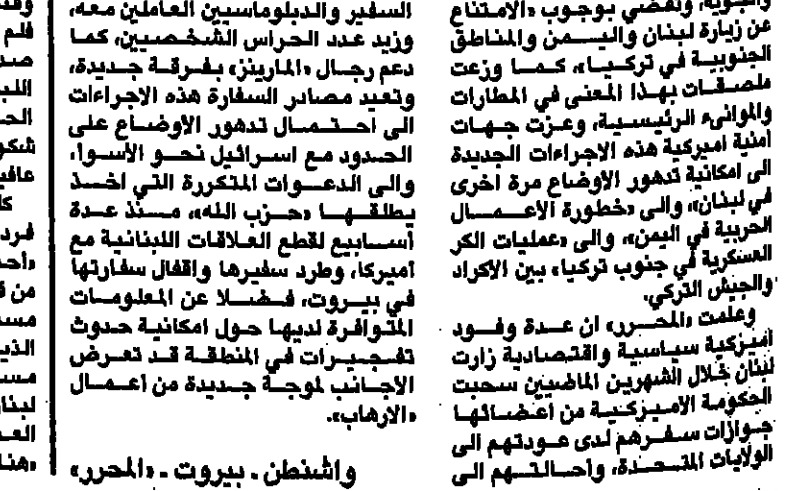 والجوية، وتقضي بوجوب «الامتناع
عن زيارة لبنان واليمن والمناطق
الجنوبية في تركيا»، كما وزعت
ملصقات بهذا المعنى في المطارات
والموانىء الرئيسية، وعزت جهات
امنية اميركية هذه الاجراءات الجديدة
الى امكانية تدهور الاوضاع مرة اخرى
في لبنان»، والى «خطورة الاعمال
الحربية في اليمن»، والى «عمليات الكر
العسكرية في جنوب تركيا» بين الأكراد
والجيش التركي.
وعلمت «المحرر» ان عدة وفود
أميركية سياسية واقتصادية زارت
لبنان خلال الشهرين الماضيين سحبت
الحكومة الاميركية من أعضائها
جوازات سفرهم لدى عودتهم الى
الولايات المتحدة، وأحالتهم الى
السفير والدبلوماسيين العاملين معه،
وزيد عدد الحراس الشخصيين، كما
دعم رجال «المارينز» بفرقة جديدة،
وتعيد مصادر السفارة هذه الاجراءات
الى احتمال تدهور الاوضاع على
الحدود مع اسرائيل نحو الأسوأ،
والى الدعوات المتكررة التي اخذ
يطلقها «حزب الله»، منذ عدة
أسابيع لقطع العلاقات اللبنانية مع
أميركا، وطرد سفيرها واقفال سفارتها
في بيروت، فضلا عن المعلومات
المتوافرة لديها حول امكانية حدوث
تفجيرات في المنطقة قد تعرض
الاجانب لموجة جديدة من أعمال
«الارهاب».
واشنطن ـ بيروت ـ «المحرر»